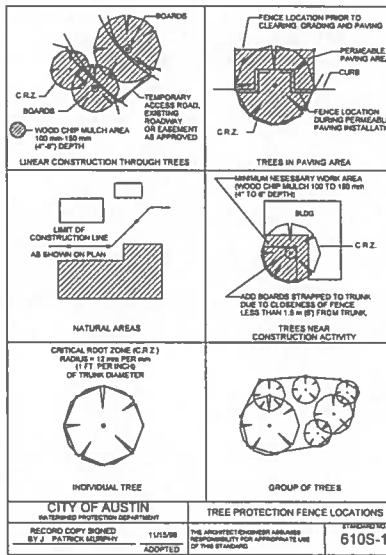 BOARDS
C.R.Z.
BOARDS
TEMPORARY
ACCESS ROAD,
EXISTING
ROADWAY
OR EASEMENT
AS APPROVED
WOOD CHIP MULCH AREA
100 mm-150 mm
(4"-6") DEPTH
LINEAR CONSTRUCTION THROUGH TREES
FENCE LOCATION PRIOR TO
CLEARING, GRADING AND PAVING
PERMEABLE
PAVING AREA
CURB
FENCE LOCATION
DURING PERMEABLE
PAVING INSTALLATION
C.R.Z.
TREES IN PAVING AREA
LIMIT OF
CONSTRUCTION LINE
AS SHOWN ON PLAN
NATURAL AREAS
MINIMUM NESESSARY WORK AREA
(WOOD CHIP MULCH 100 TO 150 mm
(4" TO 6") DEPTH)
BLDG
C.R.Z.
ADD BOARDS STRAPPED TO TRUNK
DUE TO CLOSENESS OF FENCE
LESS THAN 1.5 m (5') FROM TRUNK
TREES NEAR
CONSTRUCTION ACTIVITY
CRITICAL ROOT ZONE (C.R.Z.)
RADIUS = 12 mm PER mm
(1 FT. PER INCH)
OF TRUNK DIAMETER
INDIVIDUAL TREE
GROUP OF TREES
CITY OF AUSTIN
WATERSHED PROTECTION DEPARTMENT
TREE PROTECTION FENCE LOCATIONS
RECORD COPY SIGNED
BY J. PATRICK MURPHY
11/15/99
ADOPTED
THE ARCHITECT/ENGINEER ASSUMES
RESPONSIBILITY FOR APPROPRIATE USE
OF THIS STANDARD.
STANDARD NO.
610S-1